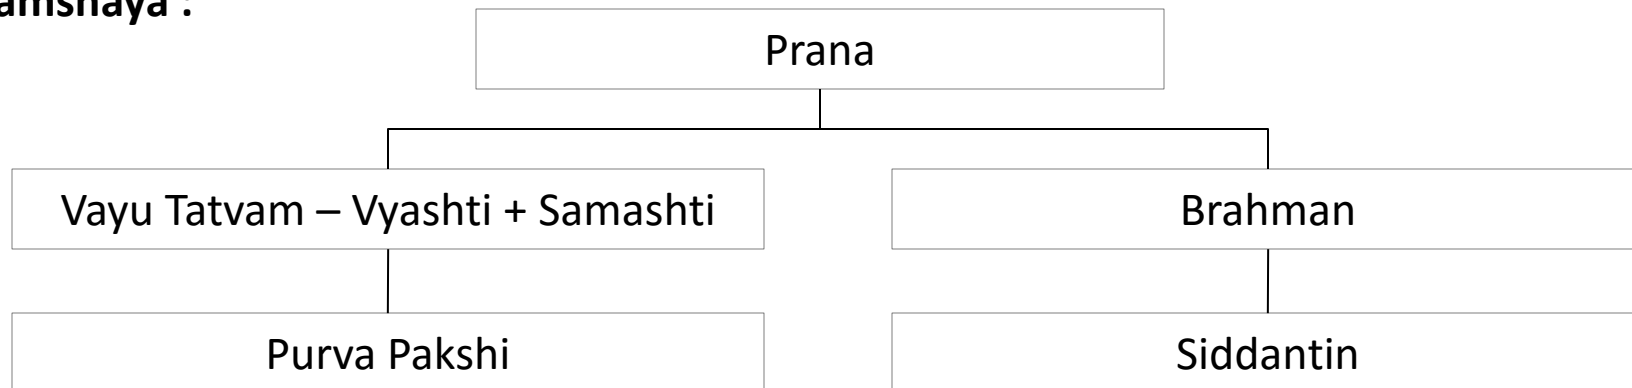 amshaya :
Prana
Vayu Tatvam – Vyashti + Samashti
Brahman
Purva Pakshi
Siddantin